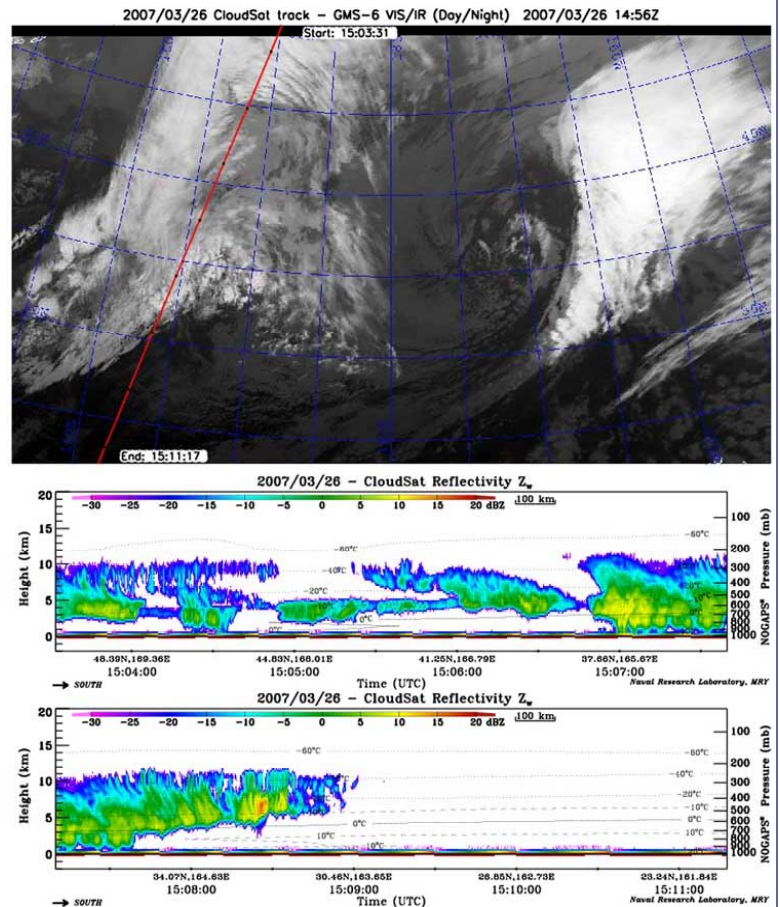 2007/03/26 CloudSat track - GMS-6 VIS/IR (Day/Night) 2007/03/26 14:56Z
Start: 15:03:31
End: 15:11:17
2007/03/26 - CloudSat Reflectivity Zw
-30 -25 -20 -15 -10 -5 0 5 10 15 20 dBZ 100 km
20
15
10
5
0
Height (km)
-60°C
-60°C
-40°C
-20°C
0°C
0°C
100
200
300
400
500
600
700
800
900
1000
NOGAPS* Pressure (mb)
48.39N,169.36E 44.83N,168.01E 41.25N,166.79E 37.66N,165.67E
15:04:00 15:05:00 15:06:00 15:07:00
→ SOUTH Time (UTC) Naval Research Laboratory, MRY
2007/03/26 - CloudSat Reflectivity Zw
-30 -25 -20 -15 -10 -5 0 5 10 15 20 dBZ 100 km
20
15
10
5
0
Height (km)
-60°C
-60°C
-40°C
-40°C
-20°C
-20°C
-10°C
0°C
0°C
10°C
10°C
100
200
300
400
500
600
700
800
900
1000
NOGAPS* Pressure (mb)
34.07N,164.63E 30.46N,163.65E 26.85N,162.73E 23.24N,161.84E
15:08:00 15:09:00 15:10:00 15:11:00
→ SOUTH Time (UTC) Naval Research Laboratory, MRY